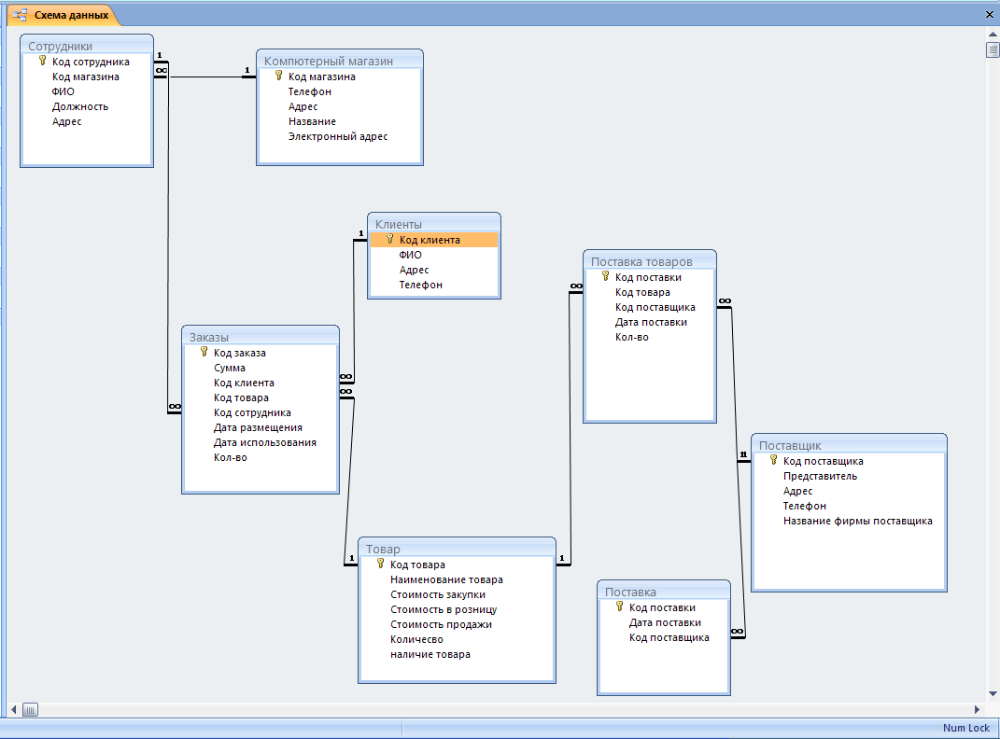 Схема данных
Сотрудники
Код сотрудника
Код магазина
ФИО
Должность
Адрес
1
∞
1
Компютерный магазин
Код магазина
Телефон
Адрес
Название
Электронный адрес
1
Клиенты
Код клиента
ФИО
Адрес
Телефон
Заказы
Код заказа
Сумма
Код клиента
Код товара
Код сотрудника
Дата размещения
Дата использования
Кол-во
∞
∞
∞
∞
Поставка товаров
Код поставки
Код товара
Код поставщика
Дата поставки
Кол-во
∞
1
Товар
Код товара
Наименование товара
Стоимость закупки
Стоимость в розницу
Стоимость продажи
Количесво
наличие товара
1
11
Поставщик
Код поставщика
Представитель
Адрес
Телефон
Название фирмы поставщика
Поставка
Код поставки
Дата поставки
Код поставщика
∞
Num Lock